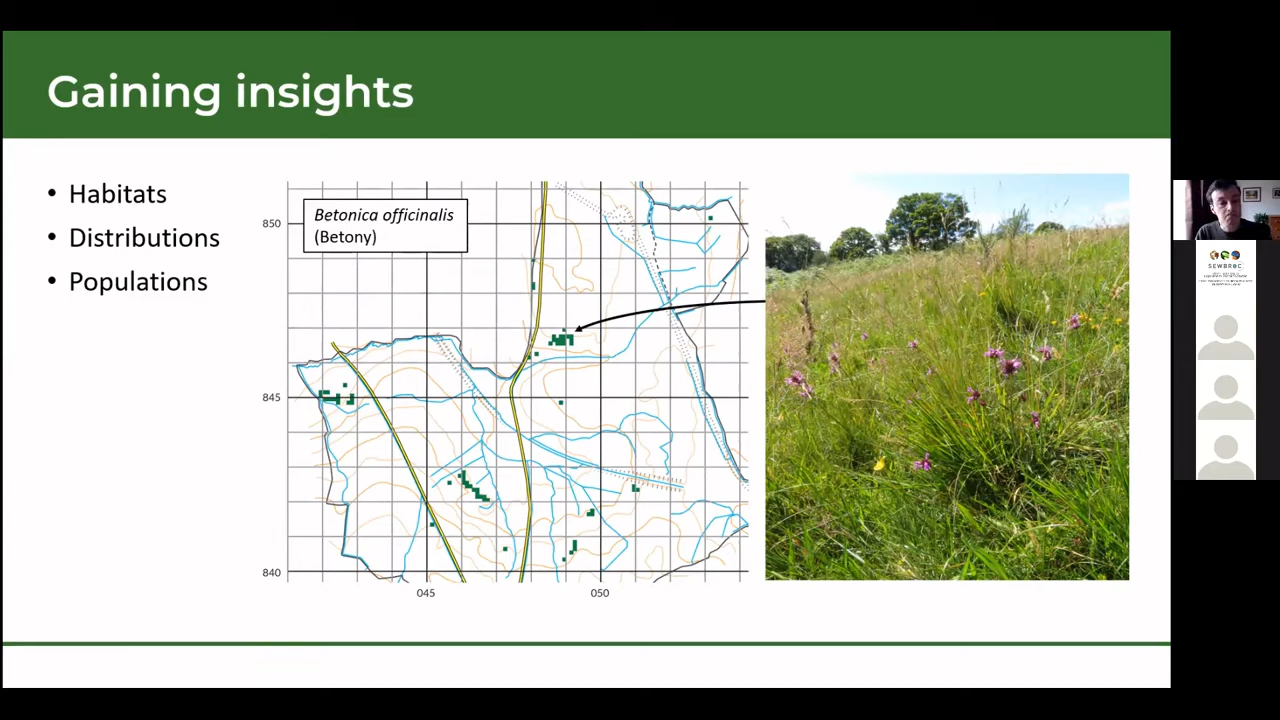 Gaining insights
• Habitats
• Distributions
• Populations
Betonica officinalis
(Betony)
850
845
840
045
050
SEWBReC